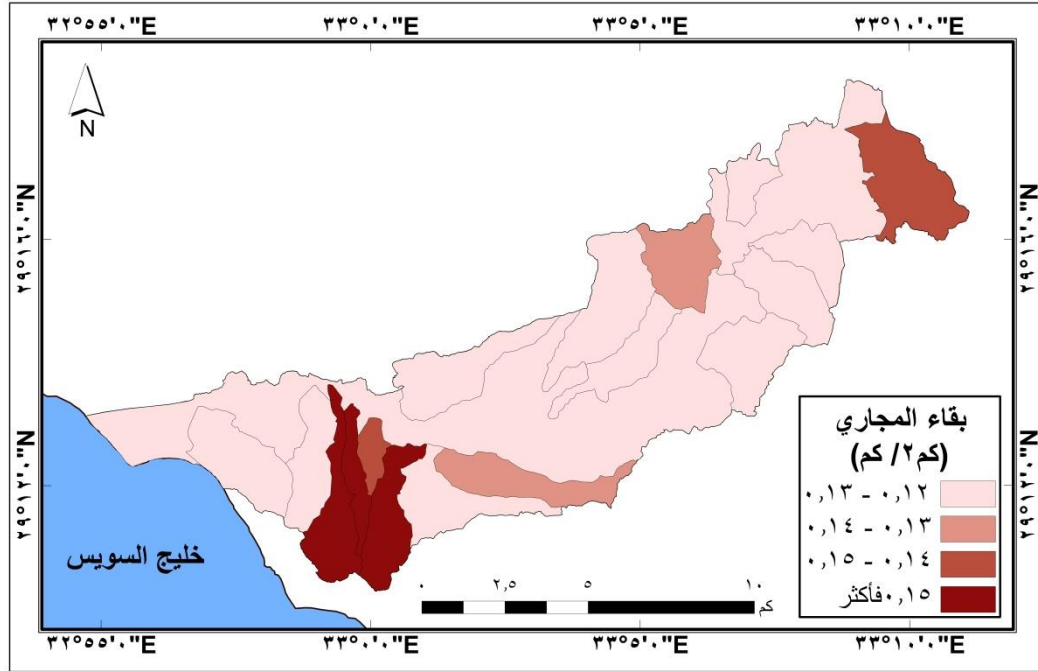 ٣٢°٥٥'٠"E ٣٣°٠'٠"E ٣٣°٥'٠"E ٣٣°١٠'٠"E
N
٢٩°١٦'٠"N ٢٩°١٦'٠"N
٢٩°١٢'٠"N ٢٩°١٢'٠"N
بقاء المجاري
(كم٢/ كم)
٠,١٣ - ٠,١٢
٠,١٤ - ٠,١٣
٠,١٥ - ٠,١٤
٠,١٥فأكثر
خليج السويس
٠ ٢,٥ ٥ ١٠
كم
٣٢°٥٥'٠"E ٣٣°٠'٠"E ٣٣°٥'٠"E ٣٣°١٠'٠"E